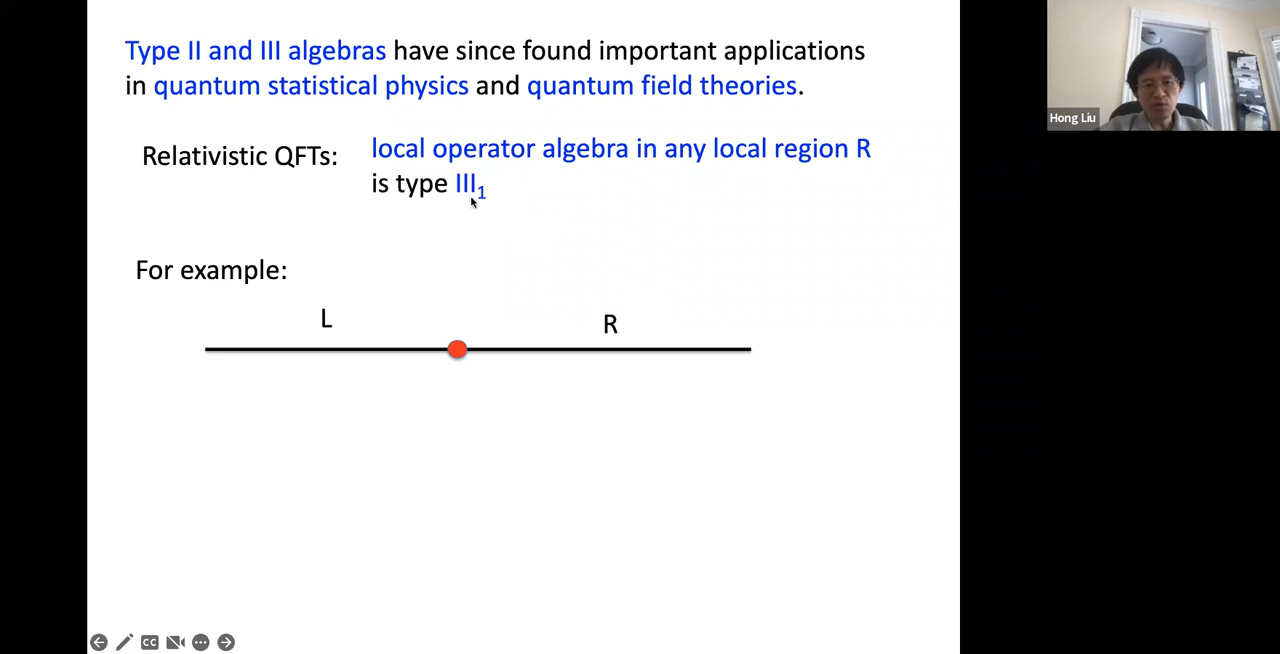 Type II and III algebras have since found important applications
in quantum statistical physics and quantum field theories.
Relativistic QFTs: local operator algebra in any local region R
is type III₁
For example:
L R
Hong Liu
CC